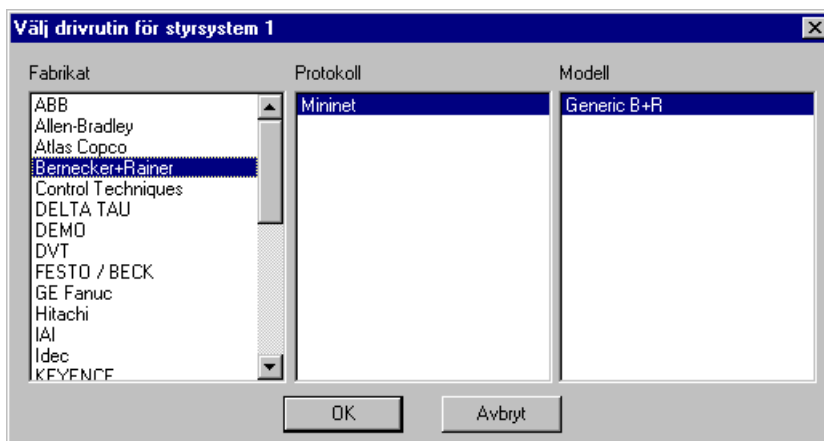 Välj drivrutin för styrsystem 1
Fabrikat Protokoll Modell
ABB Mininet Generic B+R
Allen-Bradley
Atlas Copco
Bernecker+Rainer
Control Techniques
DELTA TAU
DEMO
DVT
FESTO / BECK
GE Fanuc
Hitachi
IAI
Idec
KEYENCE
OK Avbryt